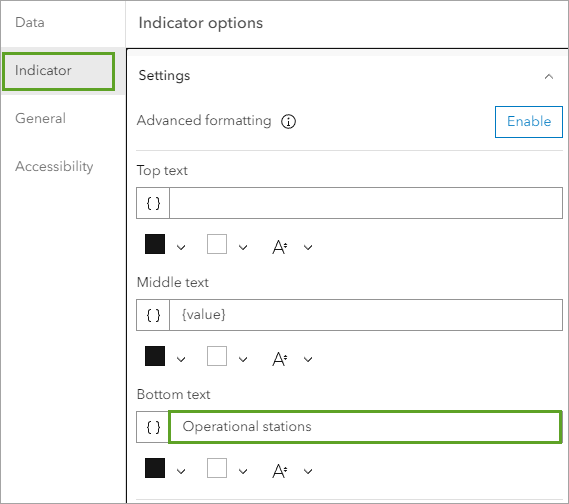 Data
Indicator
General
Accessibility
Indicator options
Settings
Advanced formatting
Enable
Top text
{ }
A
Middle text
{ } {value}
A
Bottom text
{ } Operational stations
A